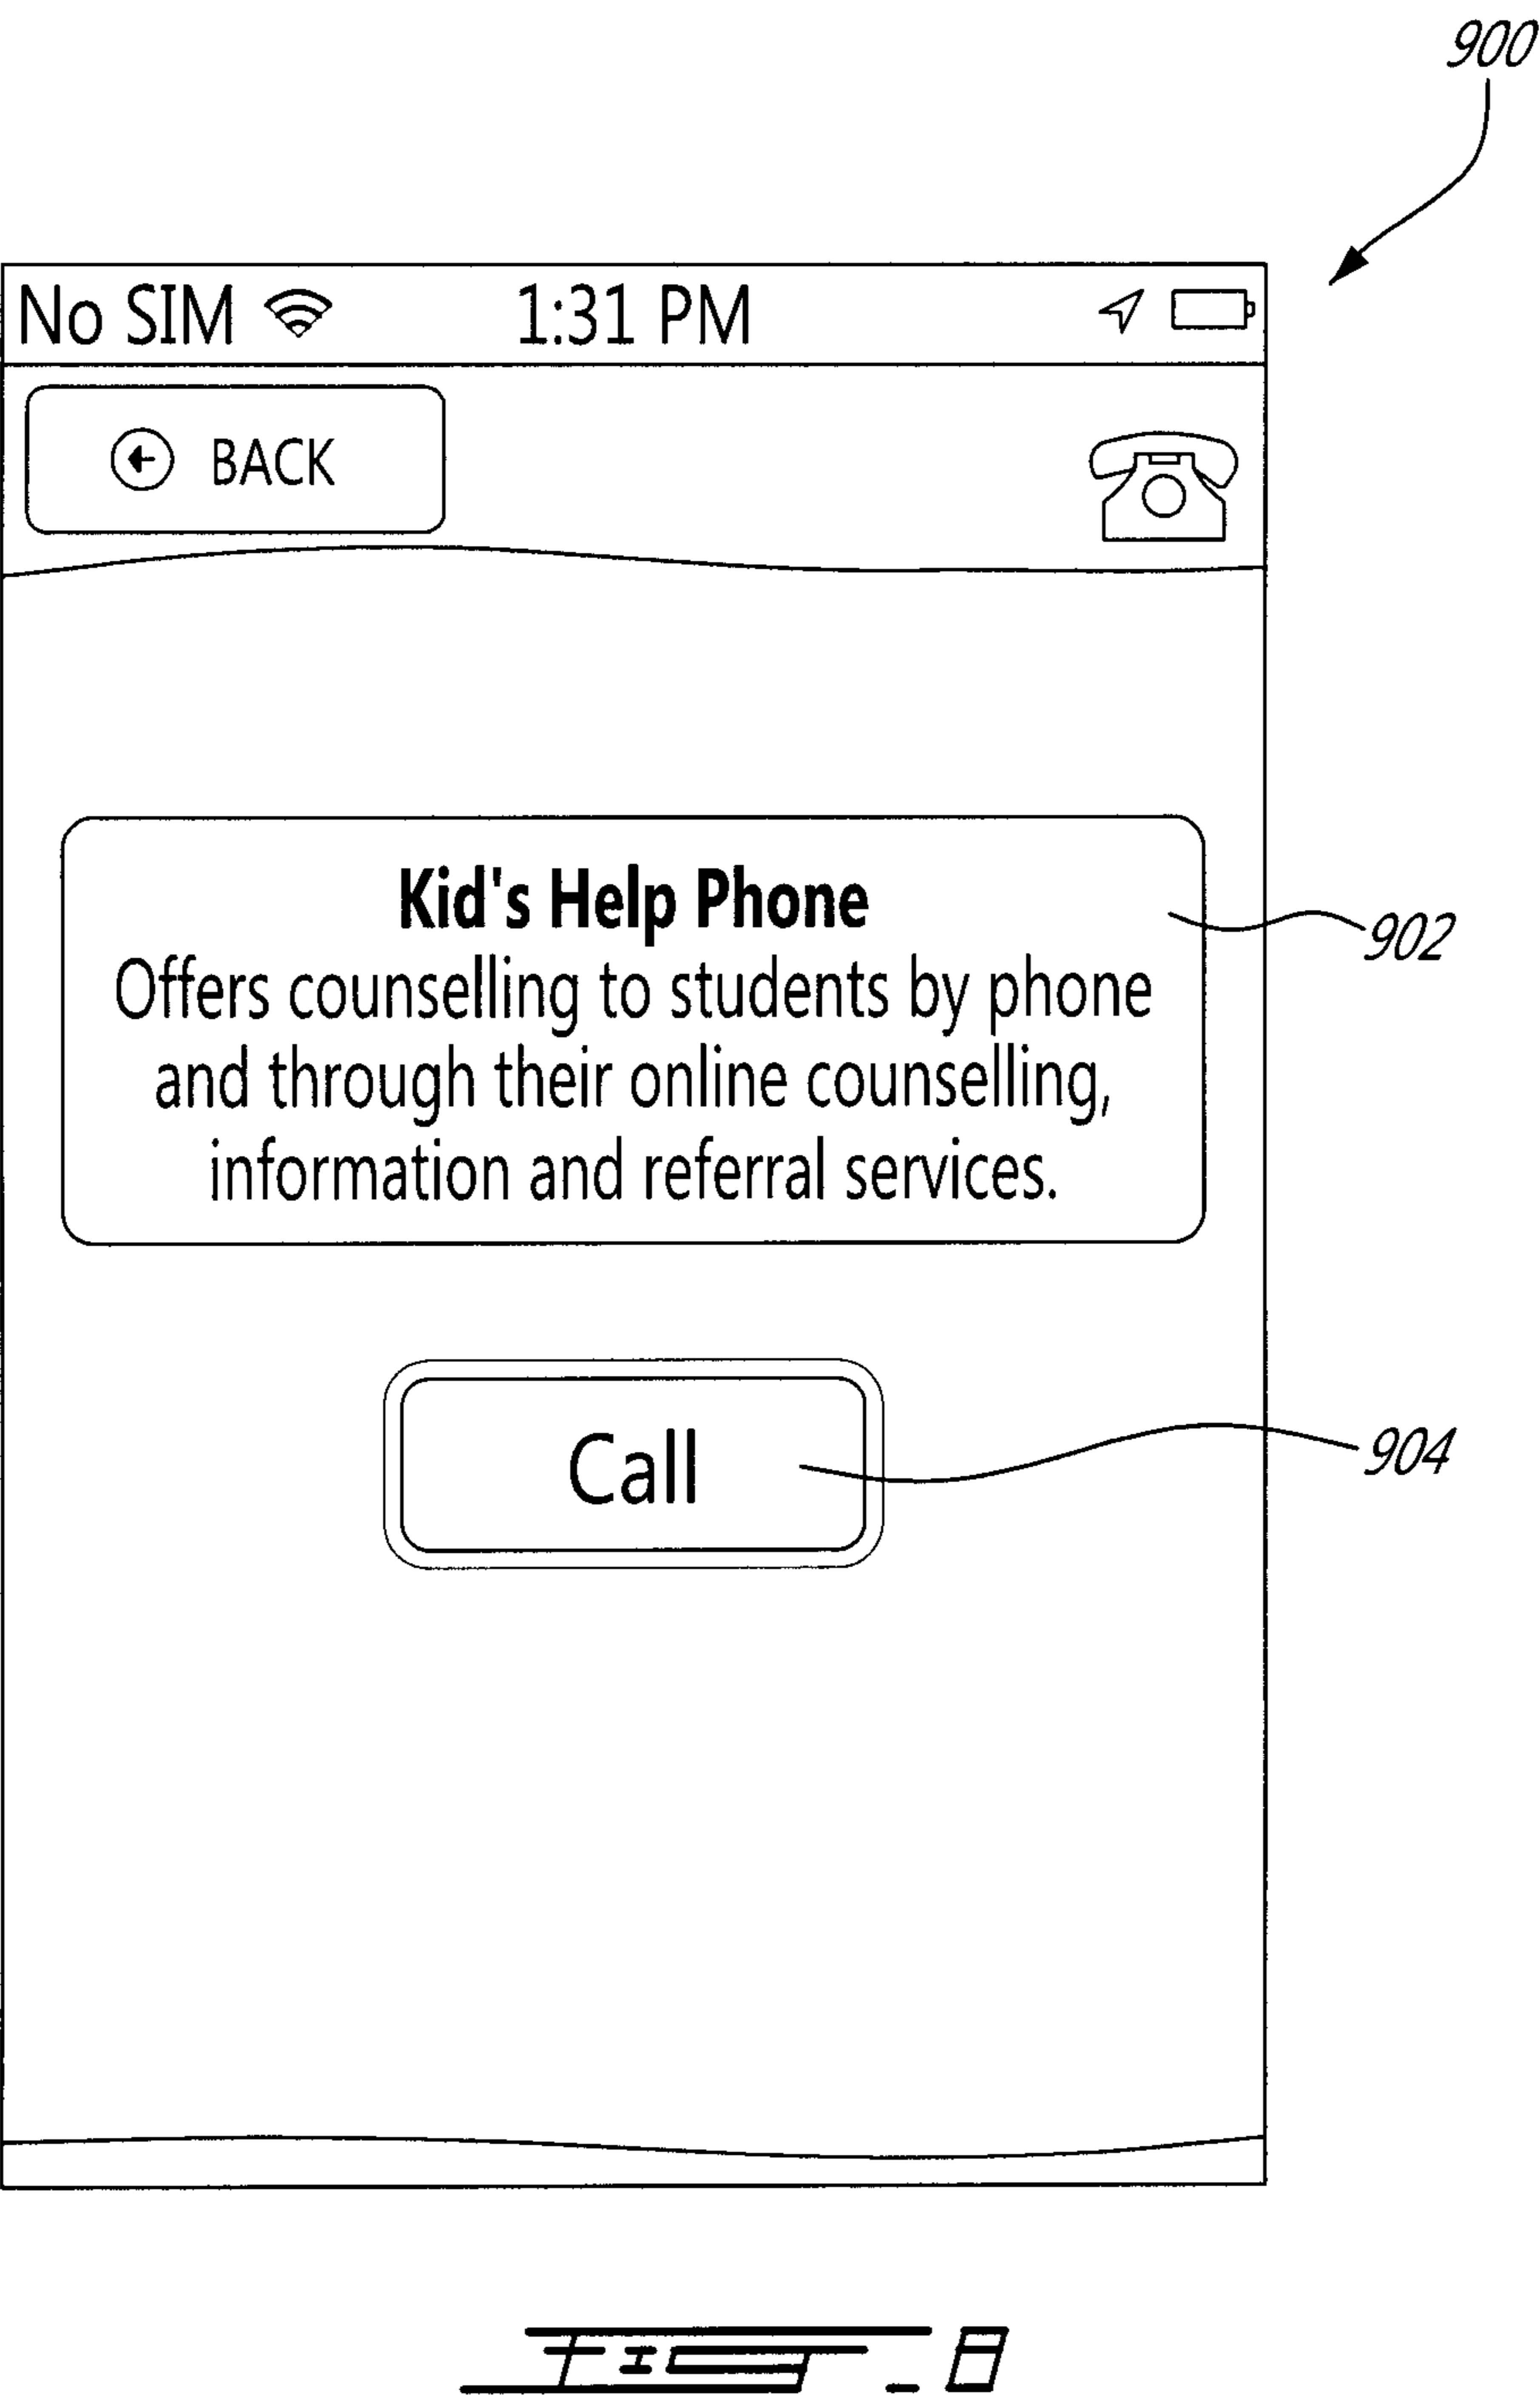 900
No SIM 1:31 PM
BACK
Kid's Help Phone
Offers counselling to students by phone
and through their online counselling,
information and referral services.
902
Call
904
FIG_8